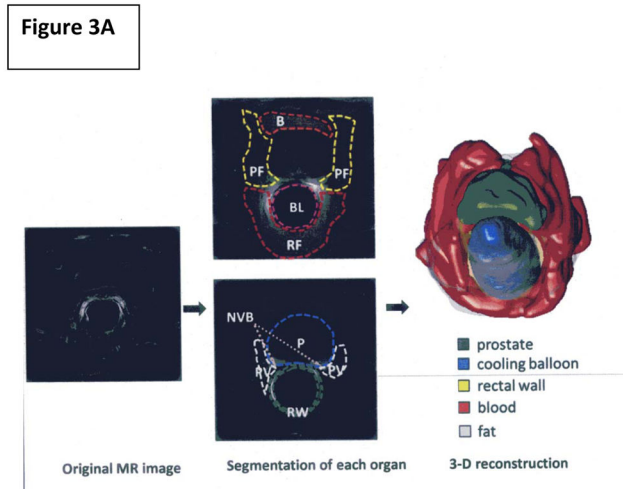 Figure 3A
B
PF
PF
BL
RF
NVB
P
PV
PV
RW
prostate
cooling balloon
rectal wall
blood
fat
Original MR image
Segmentation of each organ
3-D reconstruction